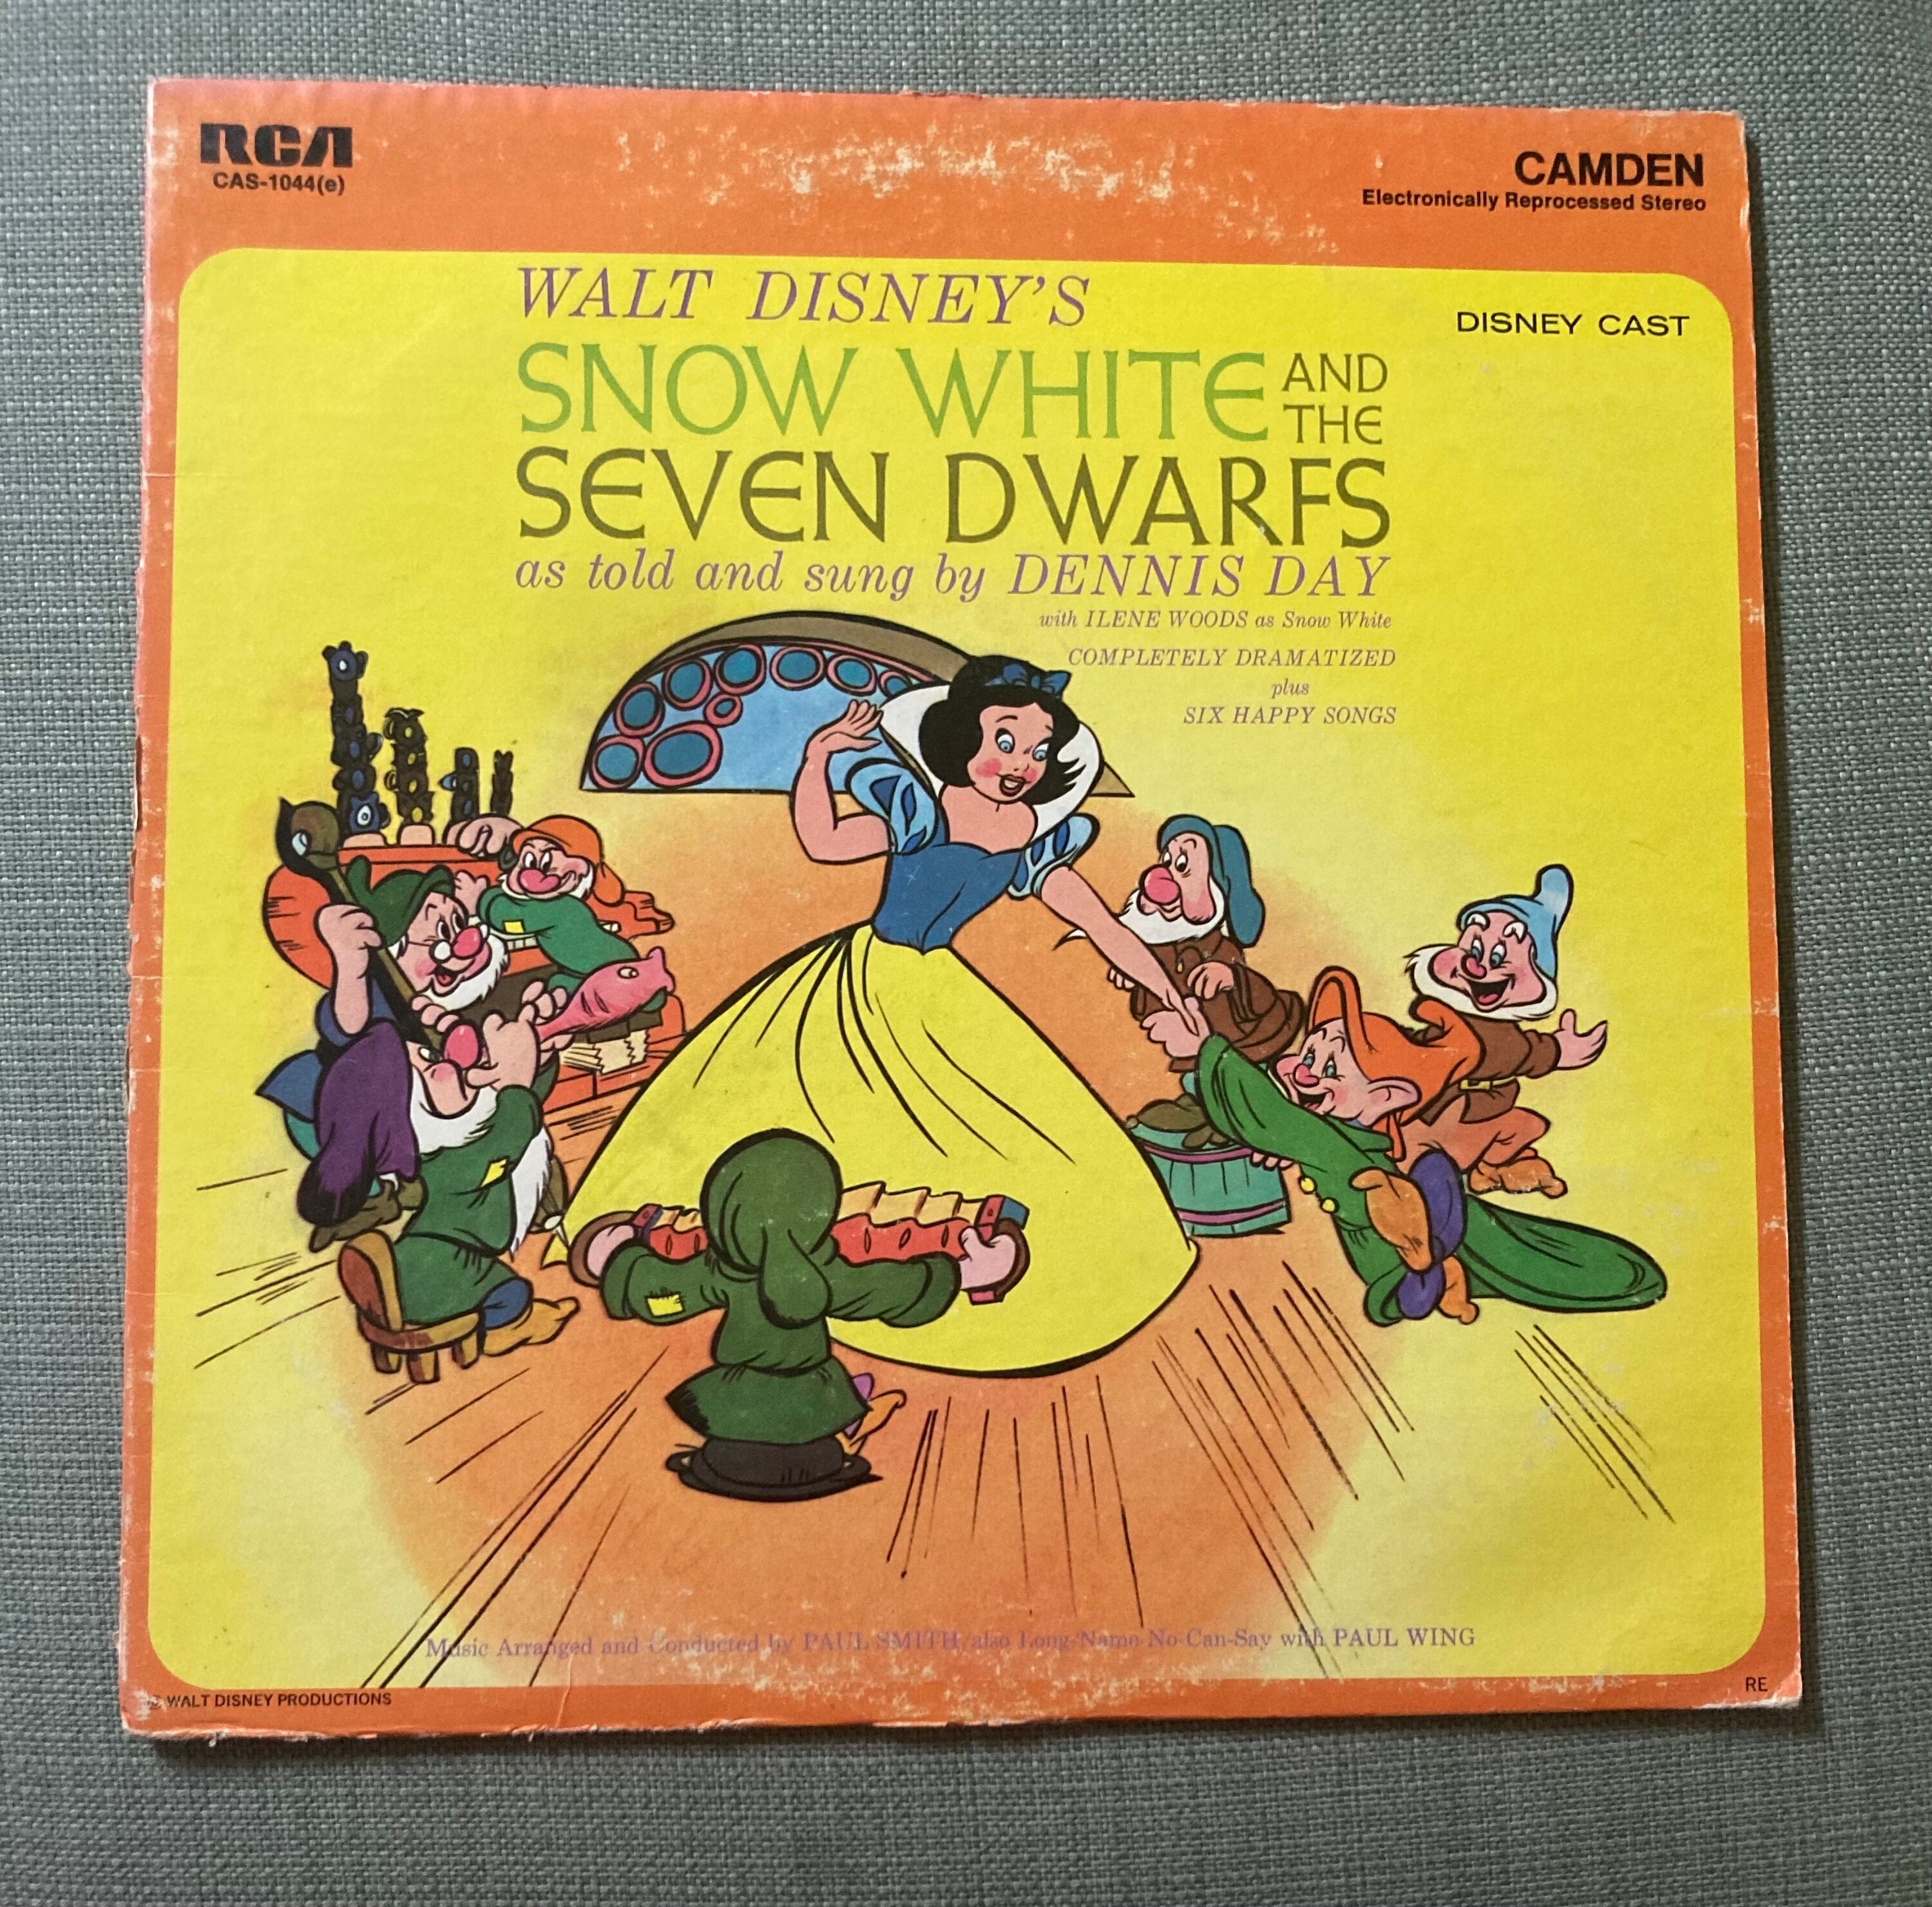 RCA
CAS-1044(e)
CAMDEN
Electronically Reprocessed Stereo
WALT DISNEY'S
DISNEY CAST
SNOW WHITE AND THE
SEVEN DWARFS
as told and sung by DENNIS DAY
with ILENE WOODS as Snow White
COMPLETELY DRAMATIZED
plus
SIX HAPPY SONGS
Music Arranged and Conducted by PAUL SMITH/also Long-Name-No-Can-Say with PAUL WING
© WALT DISNEY PRODUCTIONS
RE